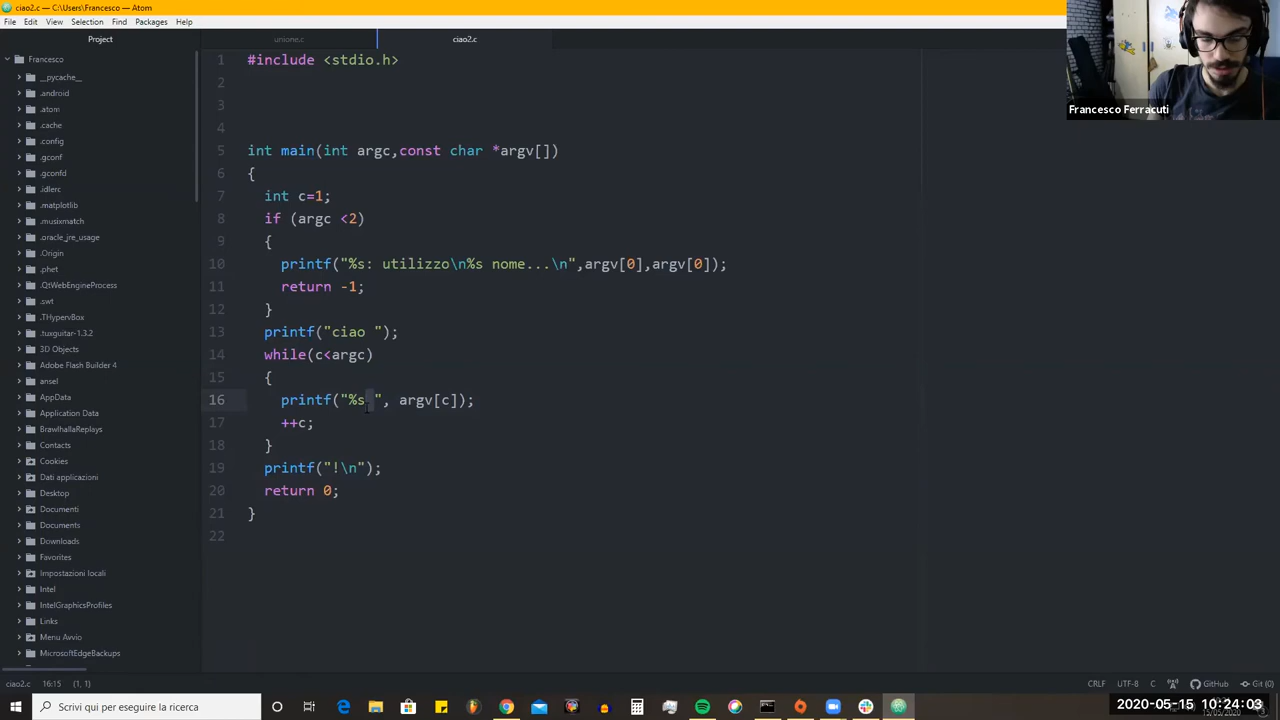 ciao2.c — C:\Users\Francesco — Atom
File Edit View Selection Find Packages Help
Project
unione.c
ciao2.c
Francesco
__pycache__
.android
.atom
.cache
.config
.gconf
.gconfd
.idlerc
.matplotlib
.musixmatch
.oracle_jre_usage
.Origin
.phet
.QtWebEngineProcess
.swt
.THypervBox
.tuxguitar-1.3.2
3D Objects
Adobe Flash Builder 4
ansel
AppData
Application Data
BrawlhallaReplays
Contacts
Cookies
Dati applicazioni
Desktop
Documenti
Documents
Downloads
Favorites
Impostazioni locali
Intel
IntelGraphicsProfiles
Links
Menu Avvio
MicrosoftEdgeBackups
1 #include <stdio.h>
2
3
4
5 int main(int argc,const char *argv[])
6 {
7 int c=1;
8 if (argc <2)
9 {
10 printf("%s: utilizzo\n%s nome...\n",argv[0],argv[0]);
11 return -1;
12 }
13 printf("ciao ");
14 while(c<argc)
15 {
16 printf("%s ", argv[c]);
17 ++c;
18 }
19 printf("!\n");
20 return 0;
21 }
22
Francesco Ferracuti
ciao2.c 16:15 (1, 1)
CRLF UTF-8 C GitHub Git (0)
Scrivi qui per eseguire la ricerca
2020-05-15 10:24:03